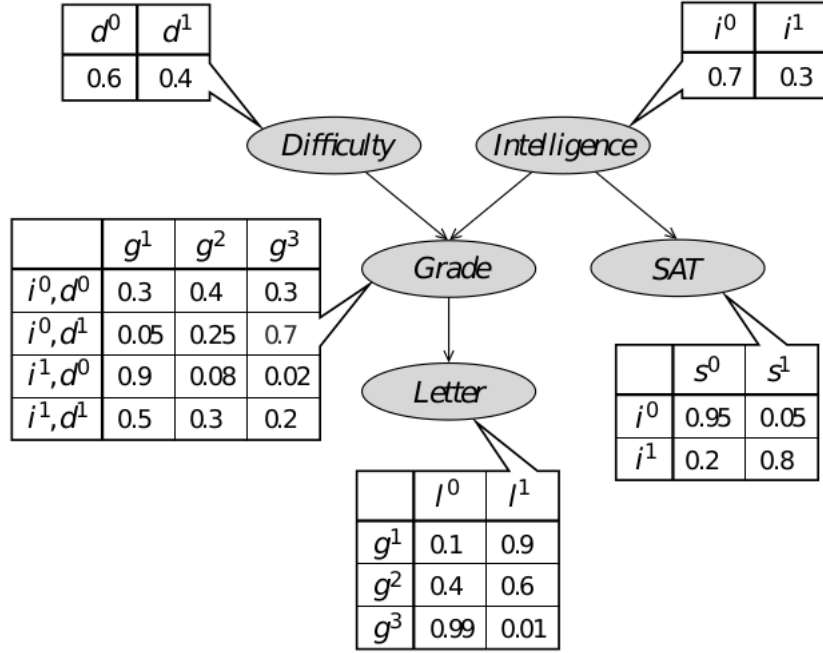 d⁰ d¹
0.6 0.4
i⁰ i¹
0.7 0.3
Difficulty
Intelligence
g¹ g² g³
i⁰,d⁰ 0.3 0.4 0.3
i⁰,d¹ 0.05 0.25 0.7
i¹,d⁰ 0.9 0.08 0.02
i¹,d¹ 0.5 0.3 0.2
Grade
SAT
Letter
s⁰ s¹
i⁰ 0.95 0.05
i¹ 0.2 0.8
l⁰ l¹
g¹ 0.1 0.9
g² 0.4 0.6
g³ 0.99 0.01